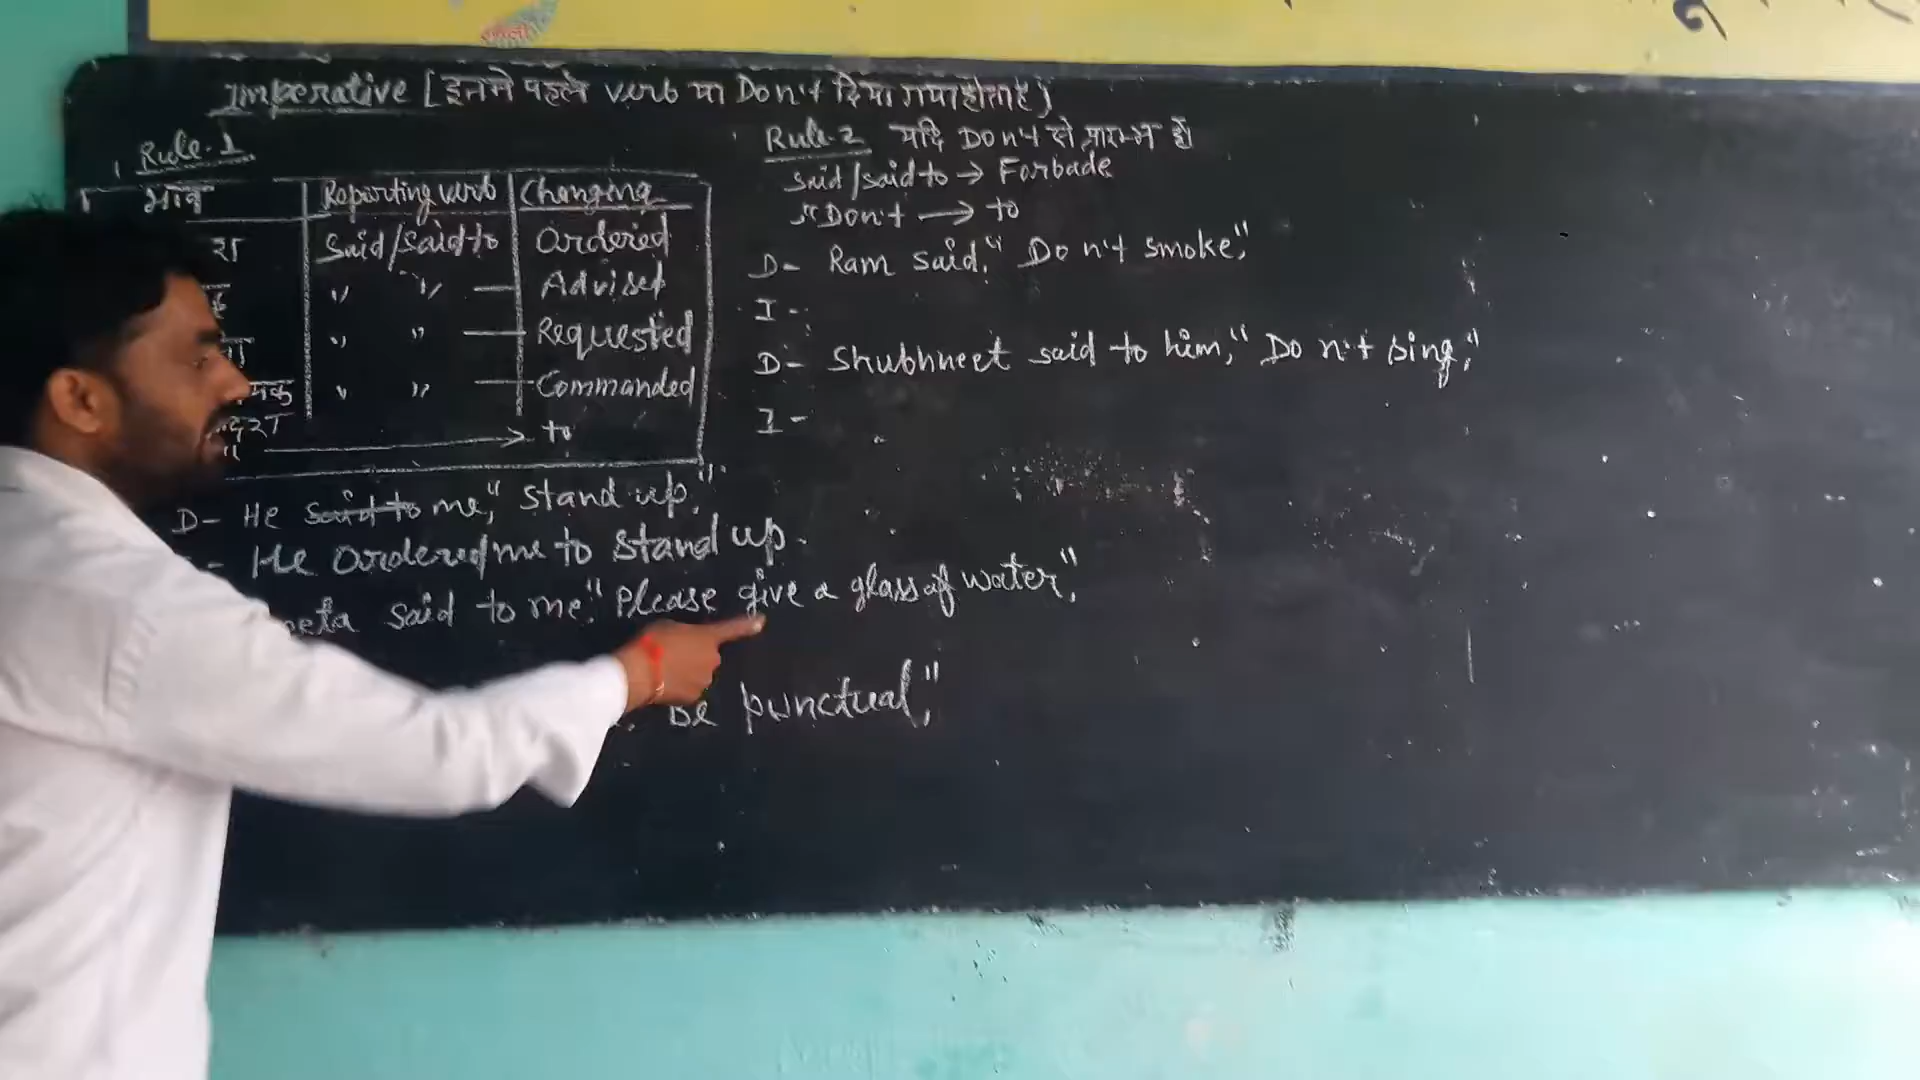 Imperative [इनमे पहले verb या Don't दिया गया होता है)
Rule-1
भाव Reporting verb Changing
Said/Said to Ordered
" " — Advised
" " — Requested
" " — Commanded
→ to
D- He said to me," Stand up,"
He ordered me to stand up.
said to me," Please give a glass of water,"
be punctual,"
Rule-2 यदि Don't से प्रारम्भ हो
Said/said to → Forbade
"Don't → to
D- Ram said," Don't smoke,"
I-
D- Shubhneet said to him," Don't sing,"
I-